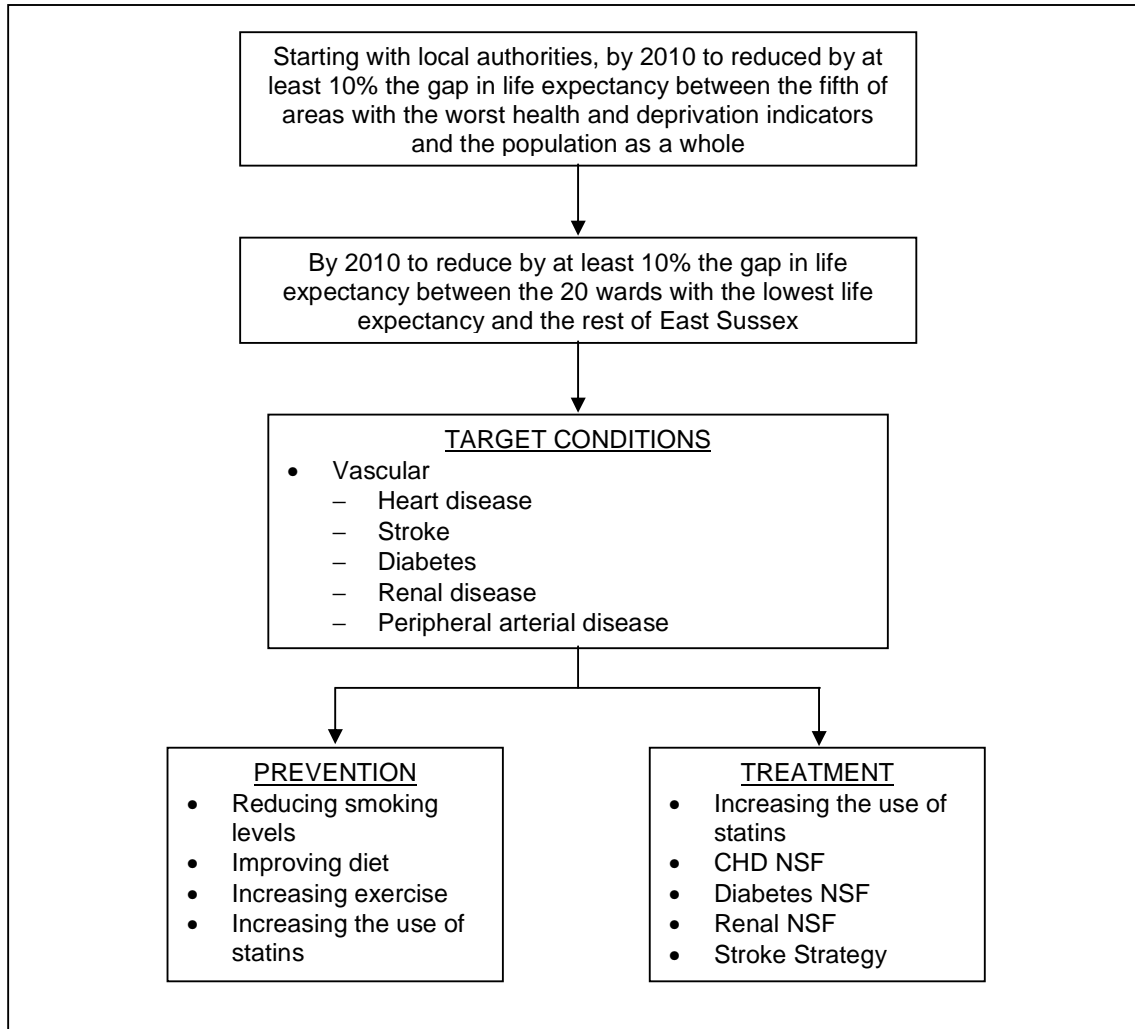 Starting with local authorities, by 2010 to reduced by at
least 10% the gap in life expectancy between the fifth of
areas with the worst health and deprivation indicators
and the population as a whole
By 2010 to reduce by at least 10% the gap in life
expectancy between the 20 wards with the lowest life
expectancy and the rest of East Sussex
TARGET CONDITIONS
• Vascular
– Heart disease
– Stroke
– Diabetes
– Renal disease
– Peripheral arterial disease
PREVENTION
• Reducing smoking
levels
• Improving diet
• Increasing exercise
• Increasing the use of
statins
TREATMENT
• Increasing the use of
statins
• CHD NSF
• Diabetes NSF
• Renal NSF
• Stroke Strategy